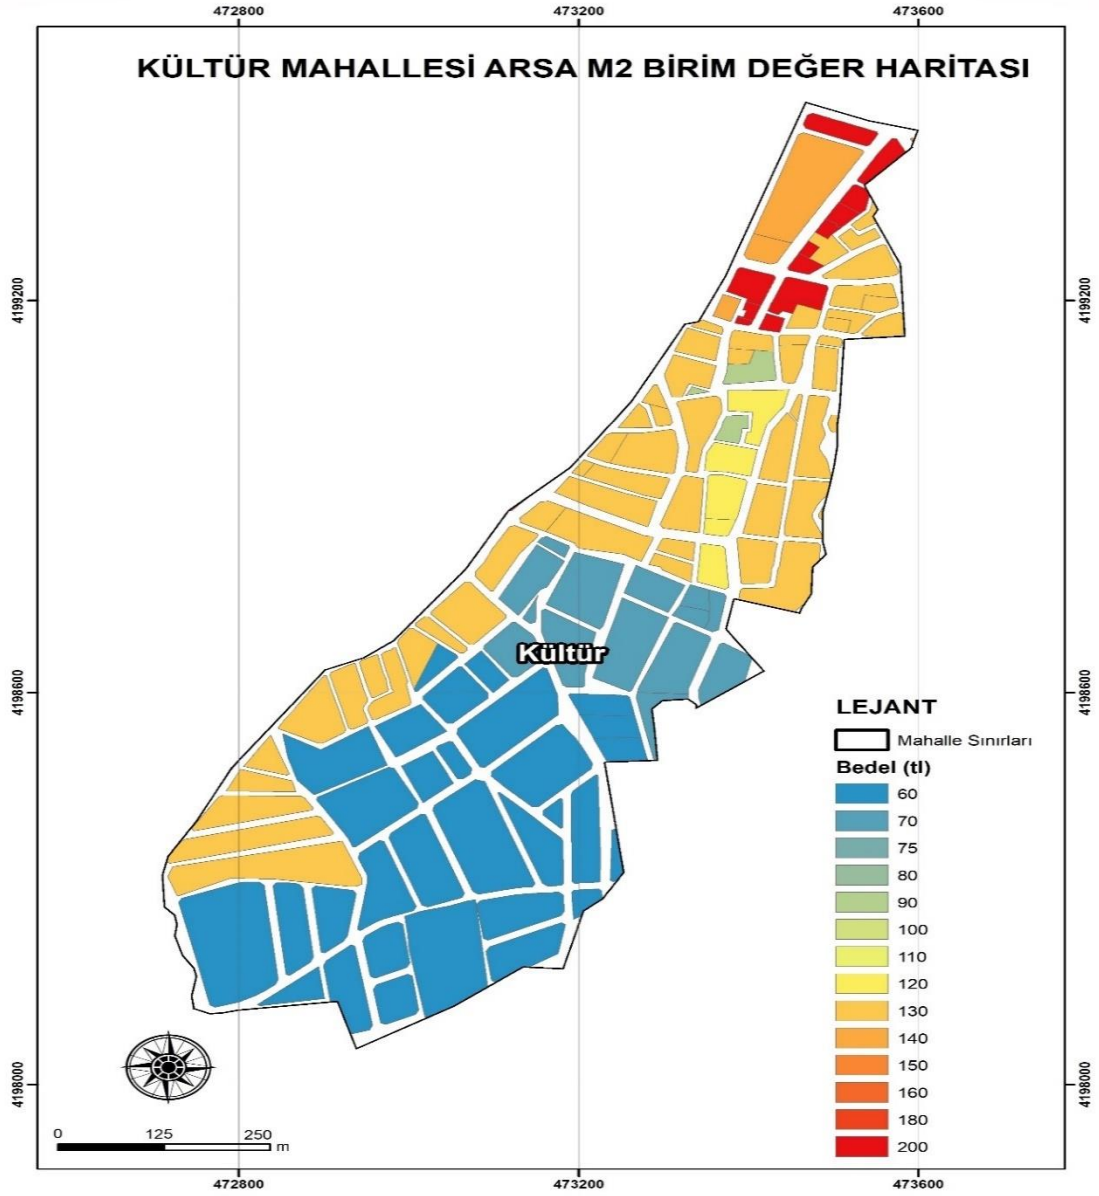 472800 473200 473600
KÜLTÜR MAHALLESİ ARSA M2 BİRİM DEĞER HARİTASI
4199200 4199200
Kültür
4198600 4198600
LEJANT
Mahalle Sınırları
Bedel (tl)
60
70
75
80
90
100
110
120
130
140
150
160
180
200
4198000 4198000
0 125 250
m
472800 473200 473600